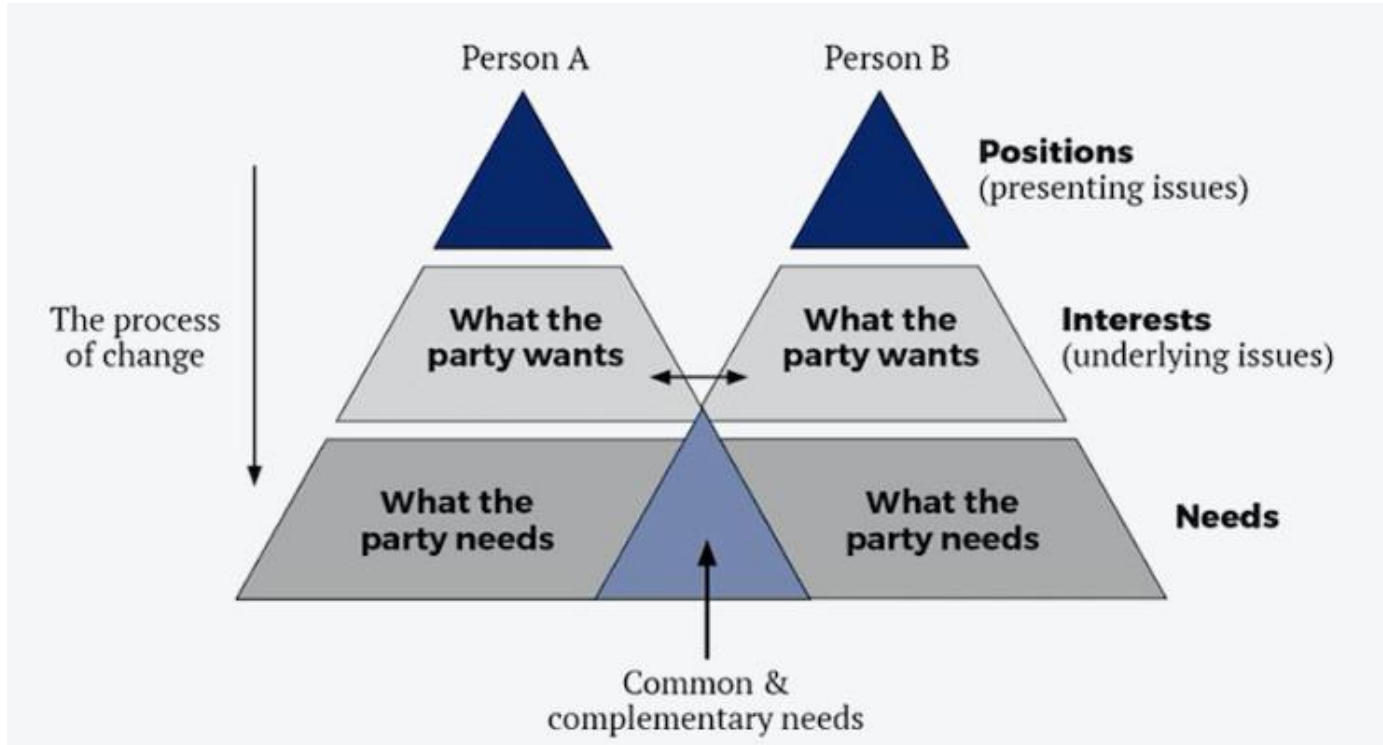 Person A
Person B
Positions
(presenting issues)
The process
of change
What the
party wants
What the
party wants
Interests
(underlying issues)
What the
party needs
What the
party needs
Needs
Common &
complementary needs